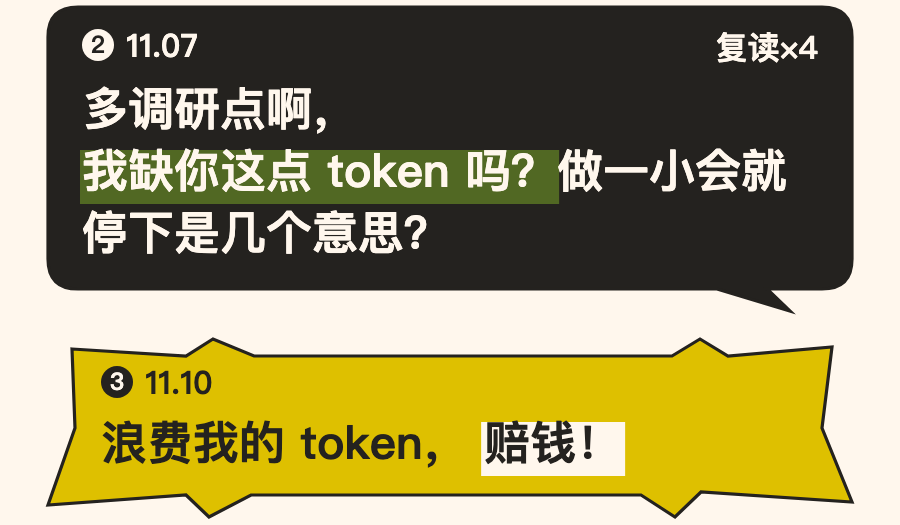 2 11.07 复读×4
多调研点啊，
我缺你这点 token 吗？做一小会就
停下是几个意思？
3 11.10
浪费我的 token， 赔钱！